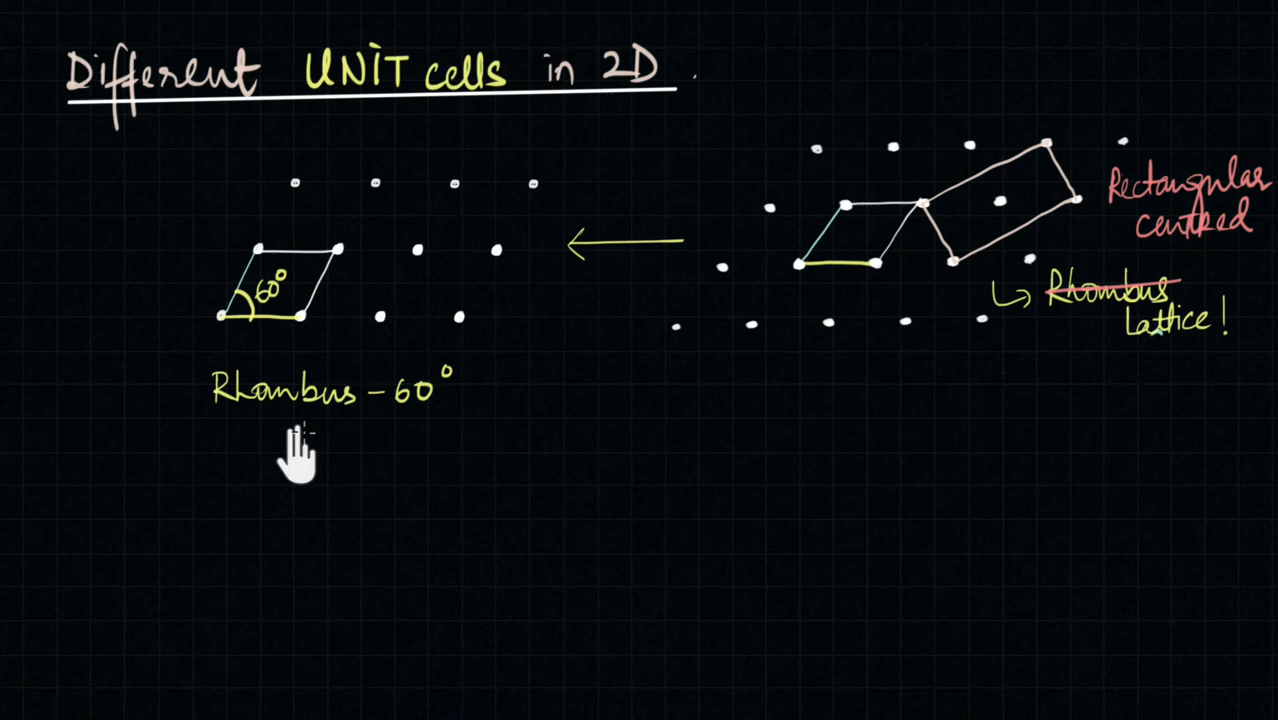 Different UNIT cells in 2D.
Rectangular
centred
60°
Rhombus
Lattice!
Rhombus - 60°